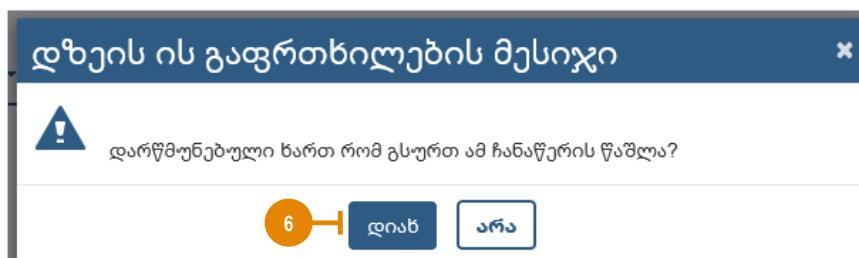 დზეის ის გაფრთხილების მესიჯი ×
დარწმუნებული ხართ რომ გსურთ ამ ჩანაწერის წაშლა?
6 დიახ არა